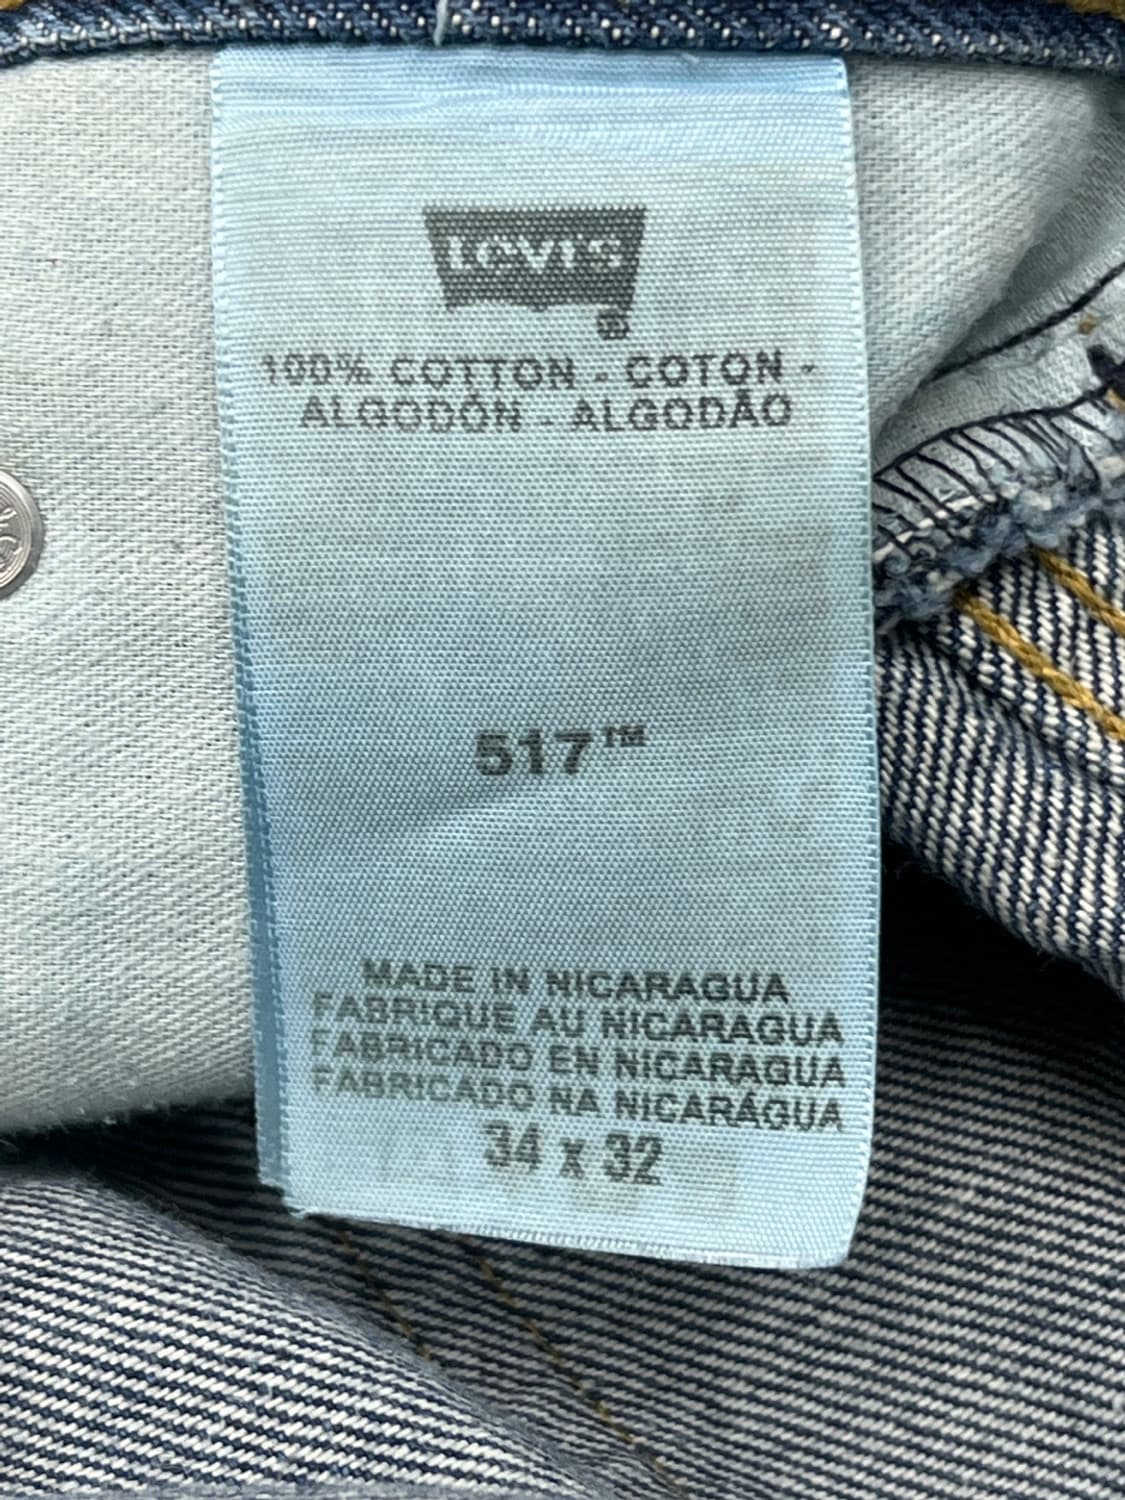 Levi's
®
100% COTTON - COTON -
ALGODÓN - ALGODÃO
517™
MADE IN NICARAGUA
FABRIQUE AU NICARAGUA
FABRICADO EN NICARAGUA
FABRICADO NA NICARÁGUA
34 x 32